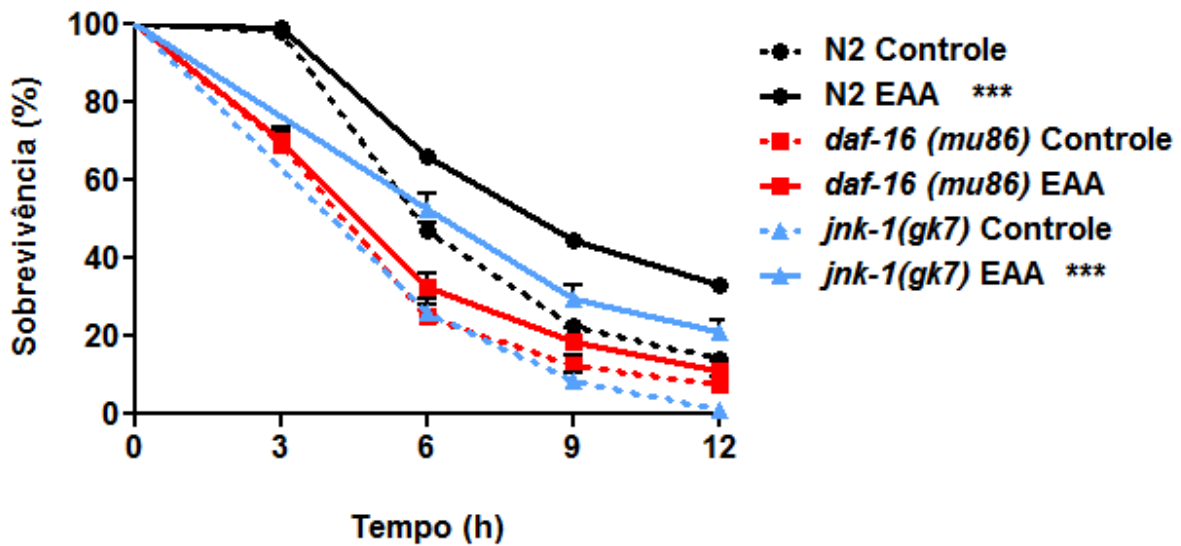 Sobrevivência (%)
100
80
60
40
20
0
0 3 6 9 12
Tempo (h)
N2 Controle
N2 EAA ***
daf-16 (mu86) Controle
daf-16 (mu86) EAA
jnk-1(gk7) Controle
jnk-1(gk7) EAA ***